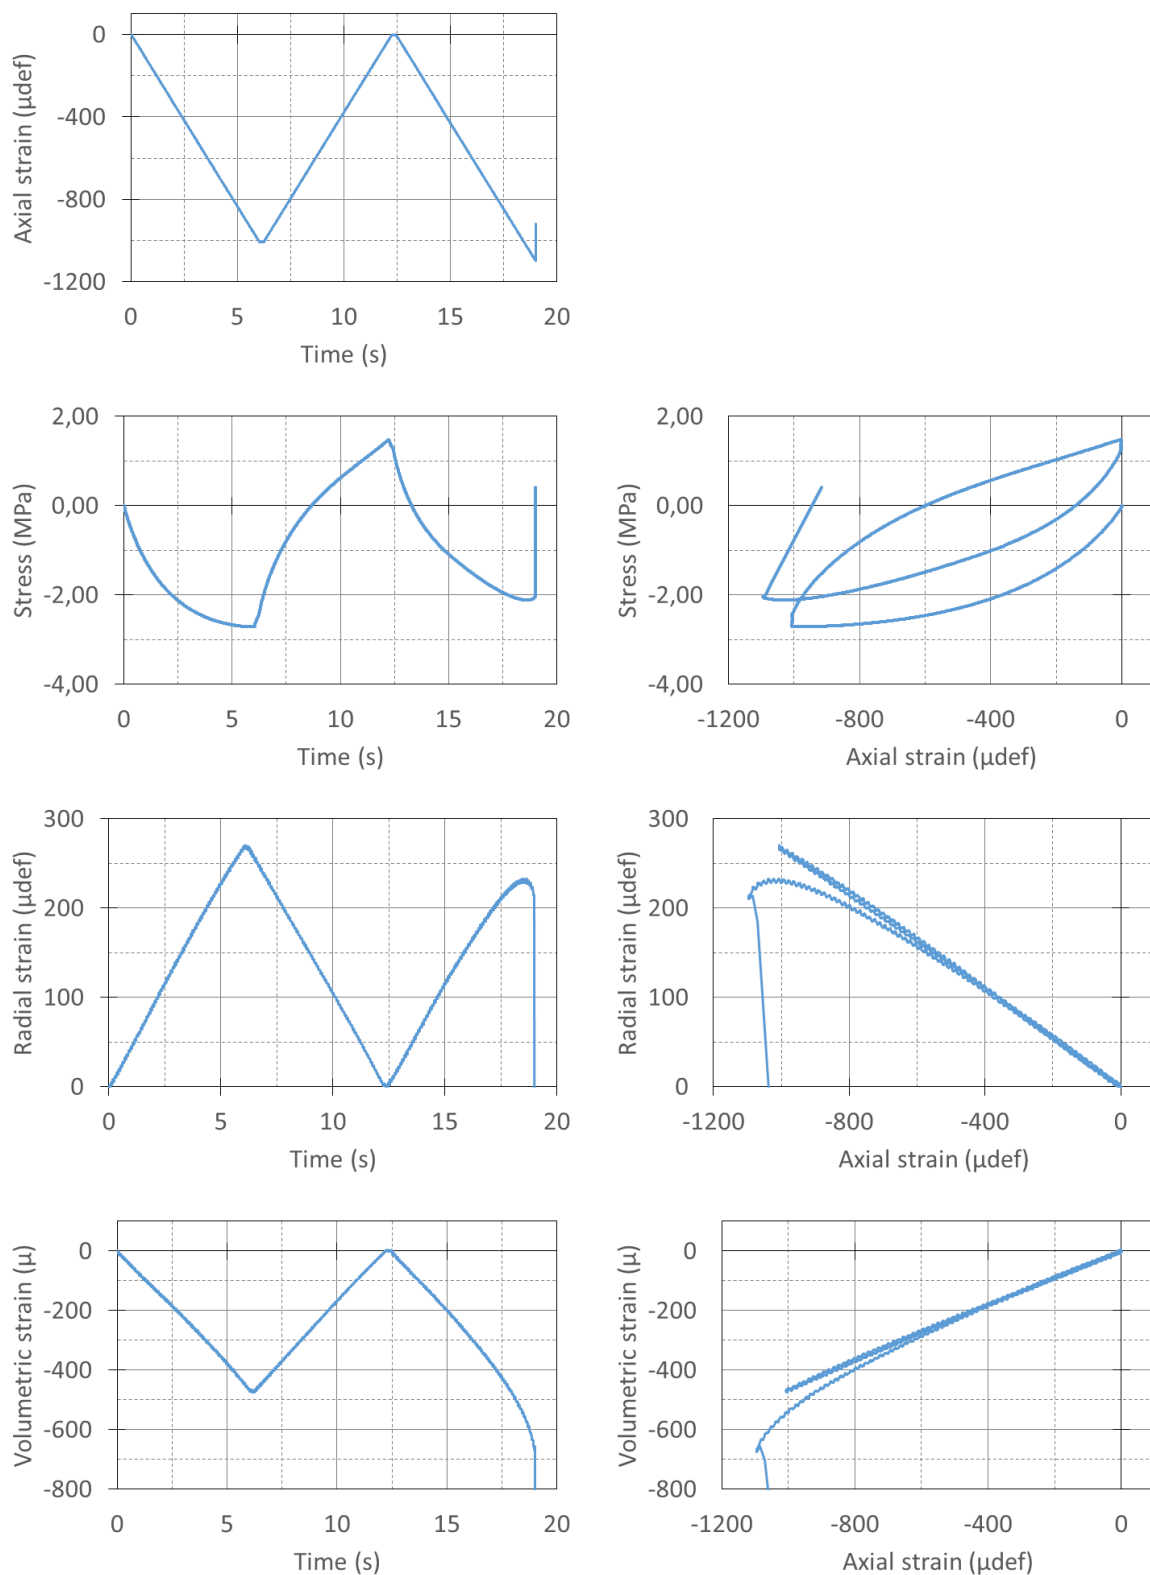 Axial strain (µdef)
0
-400
-800
-1200
0 5 10 15 20
Time (s)
Stress (MPa)
2,00
0,00
-2,00
-4,00
0 5 10 15 20
Time (s)
Stress (MPa)
2,00
0,00
-2,00
-4,00
-1200 -800 -400 0
Axial strain (µdef)
Radial strain (µdef)
300
200
100
0
0 5 10 15 20
Time (s)
Radial strain (µdef)
300
200
100
0
-1200 -800 -400 0
Axial strain (µdef)
Volumetric strain (µ)
0
-200
-400
-600
-800
0 5 10 15 20
Time (s)
Volumetric strain (µ)
0
-200
-400
-600
-800
-1200 -800 -400 0
Axial strain (µdef)